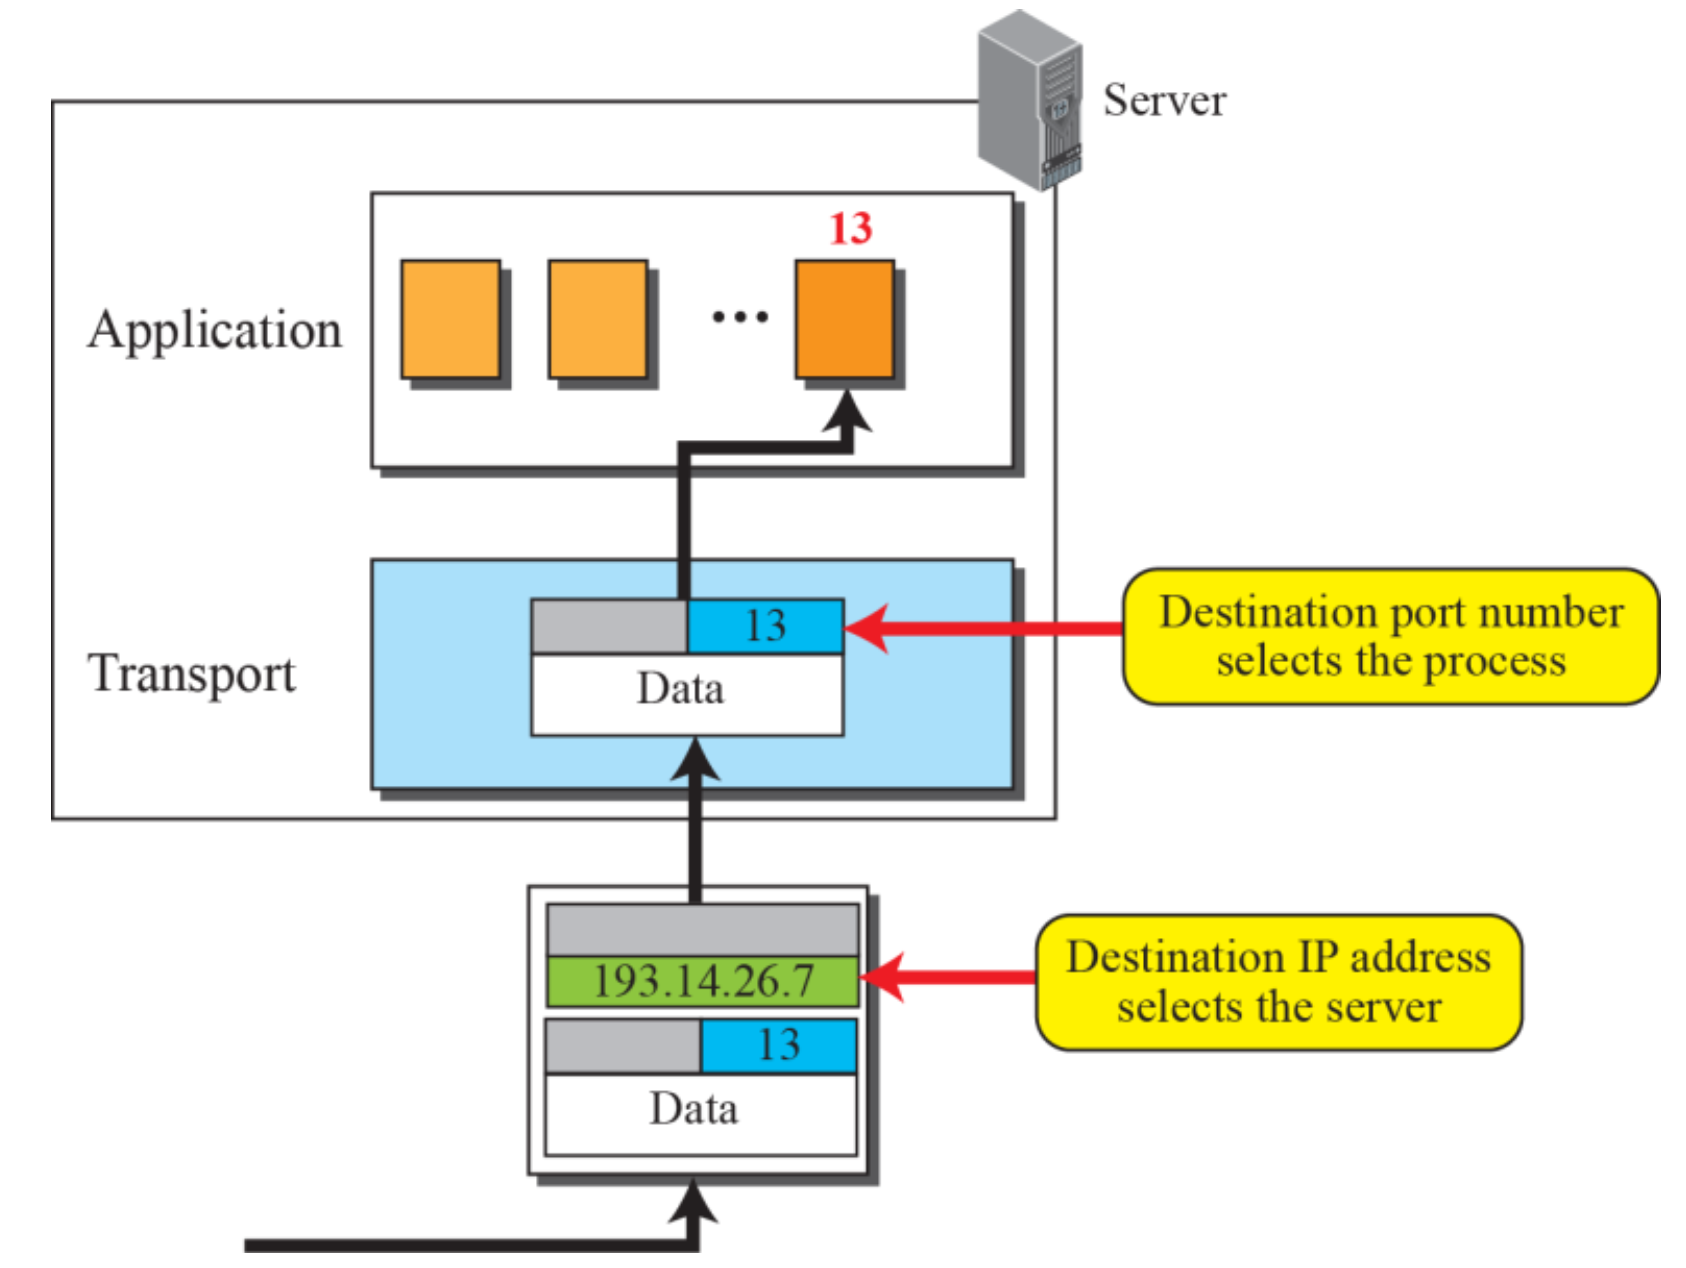 Server
13
Application
13
Destination port number
selects the process
Transport
Data
193.14.26.7
Destination IP address
selects the server
13
Data